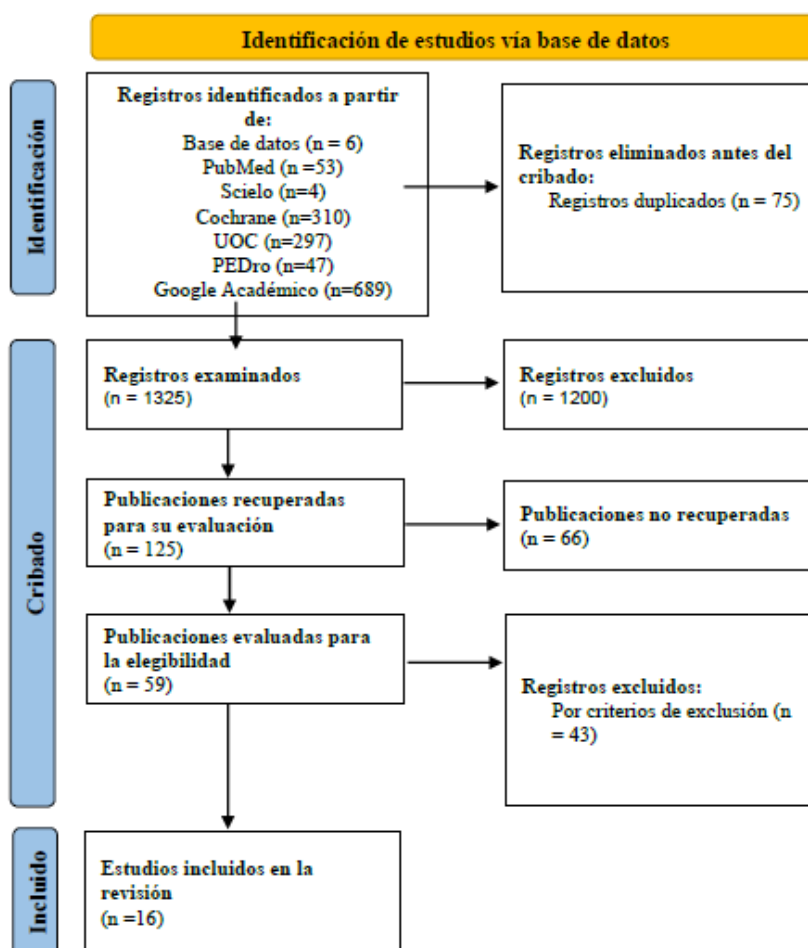 Identificación de estudios vía base de datos
Identificación
Registros identificados a partir
de:
Base de datos (n = 6)
PubMed (n =53)
Scielo (n=4)
Cochrane (n=310)
UOC (n=297)
PEDro (n=47)
Google Académico (n=689)
Registros eliminados antes del
cribado:
Registros duplicados (n = 75)
Cribado
Registros examinados
(n = 1325)
Registros excluidos
(n = 1200)
Publicaciones recuperadas
para su evaluación
(n = 125)
Publicaciones no recuperadas
(n = 66)
Publicaciones evaluadas para
la elegibilidad
(n = 59)
Registros excluidos:
Por criterios de exclusión (n
= 43)
Incluido
Estudios incluidos en la
revisión
(n =16)